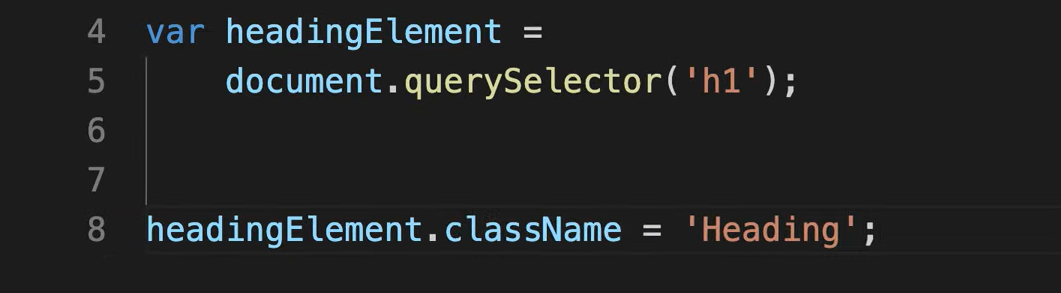 4 var headingElement =
5 document.querySelector('h1');
6
7
8 headingElement.className = 'Heading';